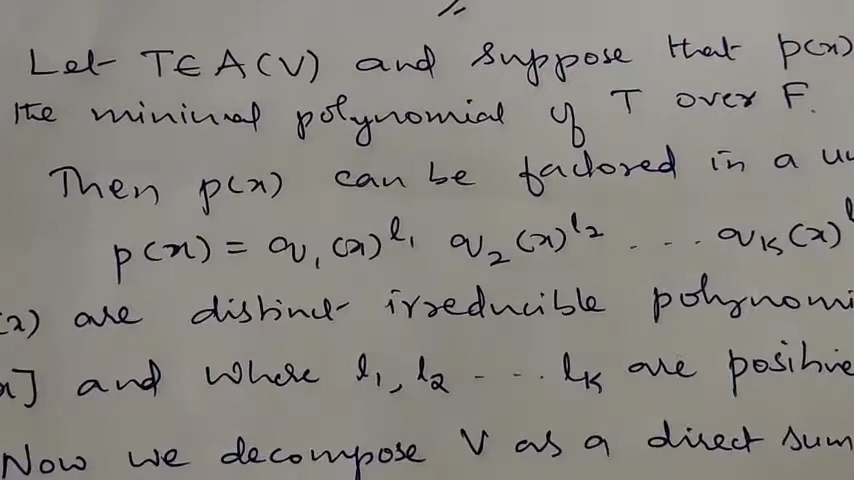 Let T∈A(V) and suppose that p(x)
the minimal polynomial of T over F.
Then p(x) can be factored in a
p(x) = q₁(x)^l₁ q₂(x)^l₂ ... qₖ(x)^l
x) are distinct irreducible polynomi
x] and where l₁, l₂ ... lₖ are positive
Now we decompose V as a direct sum